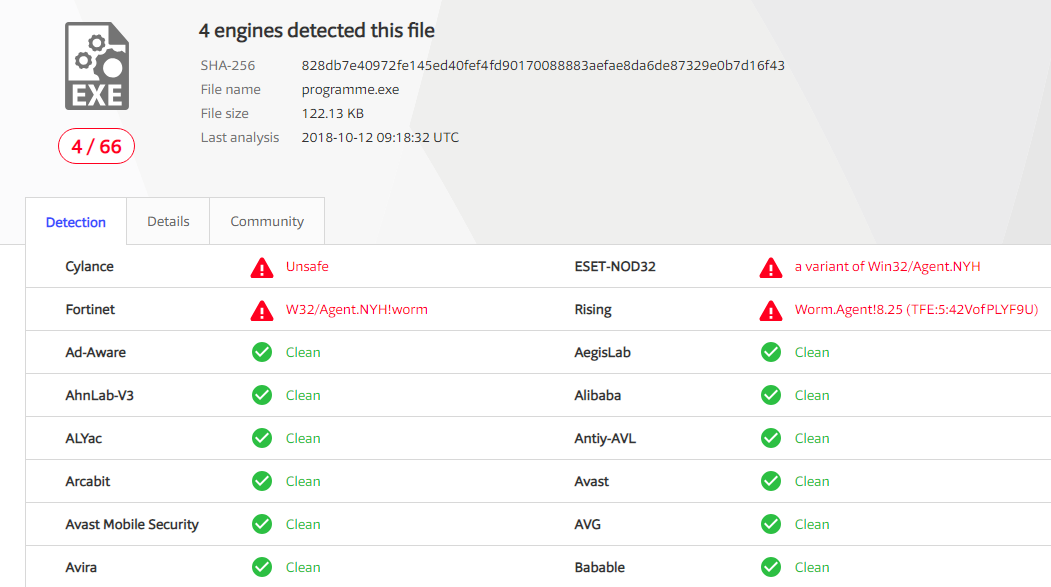 4 engines detected this file
SHA-256 828db7e40972fe145ed40fef4fd90170088883aefae8da6de87329e0b7d16f43
File name programme.exe
File size 122.13 KB
Last analysis 2018-10-12 09:18:32 UTC
EXE
4 / 66
Detection Details Community
Cylance Unsafe ESET-NOD32 a variant of Win32/Agent.NYH
Fortinet W32/Agent.NYH!worm Rising Worm.Agent!8.25 (TFE:5:42VofPLYF9U)
Ad-Aware Clean AegisLab Clean
AhnLab-V3 Clean Alibaba Clean
ALYac Clean Antiy-AVL Clean
Arcabit Clean Avast Clean
Avast Mobile Security Clean AVG Clean
Avira Clean Babable Clean